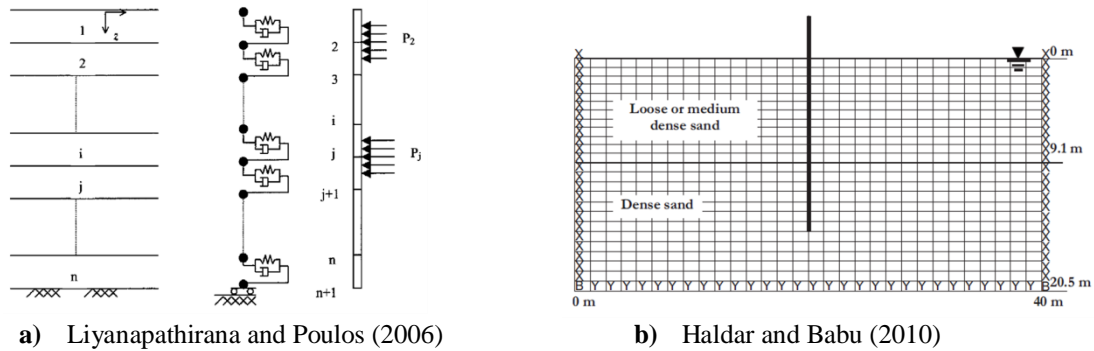 1
z
2
i
j
n
2
3
i
j
j+1
n
n+1
P2
Pj
0 m
Loose or medium
dense sand
9.1 m
Dense sand
20.5 m
B Y Y Y Y Y Y Y Y Y Y Y Y Y Y Y Y Y Y Y B
0 m
40 m
a) Liyanapathirana and Poulos (2006)
b) Haldar and Babu (2010)